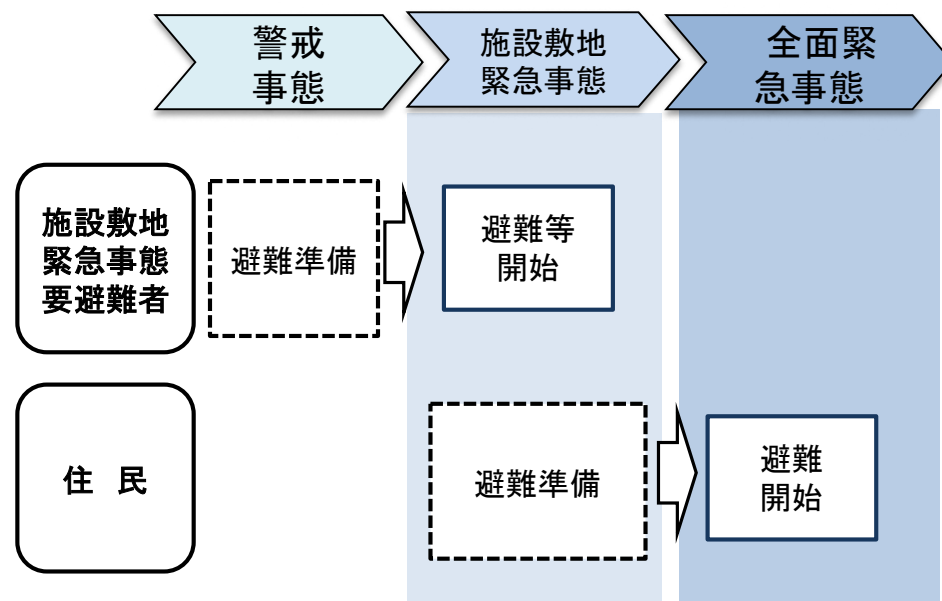 警戒
事態
施設敷地
緊急事態
全面緊
急事態
施設敷地
緊急事態
要避難者
避難準備
避難等
開始
住 民
避難準備
避難
開始